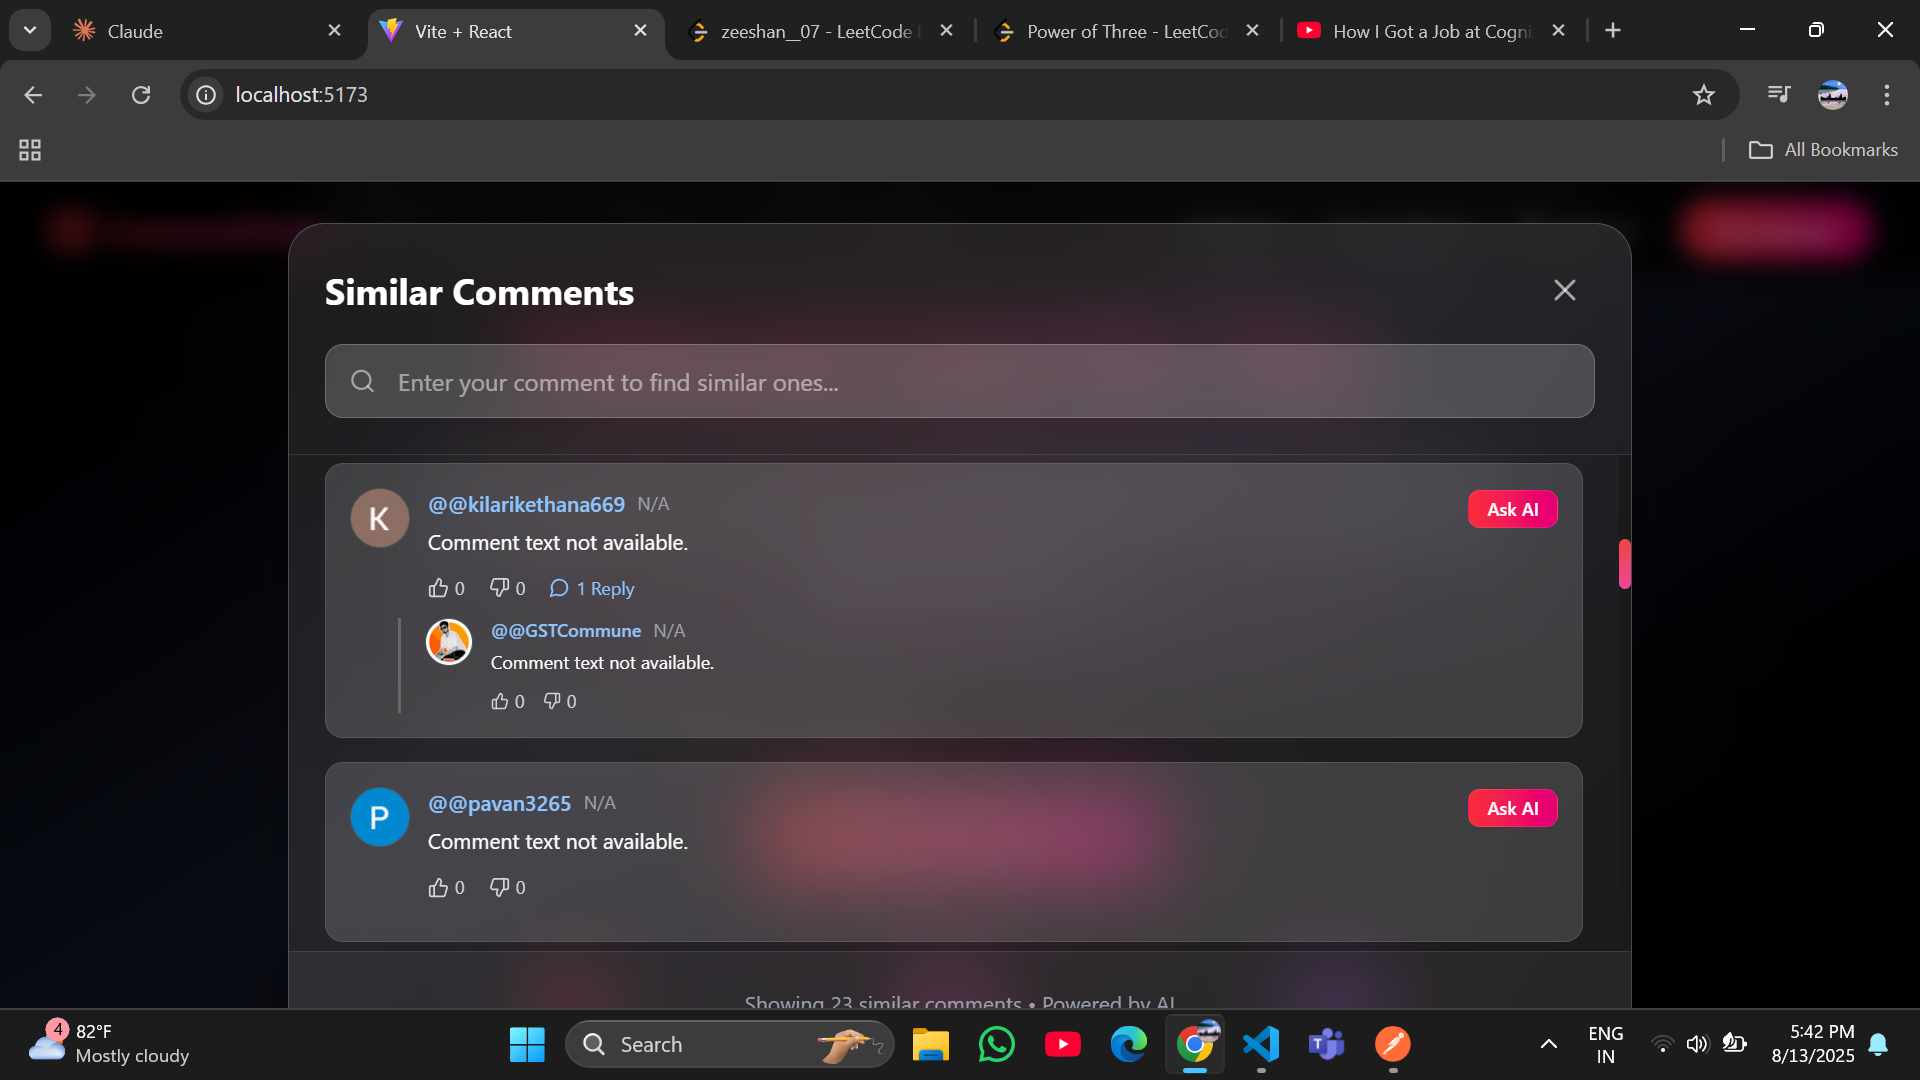 Claude
Vite + React
zeeshan__07 - LeetCode
Power of Three - LeetCod
How I Got a Job at Cogni
localhost:5173
All Bookmarks
Similar Comments
Enter your comment to find similar ones...
K
@@kilarikethana669 N/A
Ask AI
Comment text not available.
0 0 1 Reply
@@GSTCommune N/A
Comment text not available.
0 0
P
@@pavan3265 N/A
Ask AI
Comment text not available.
0 0
Showing 23 similar comments • Powered by AI
4
82°F
Mostly cloudy
Search
ENG
IN
5:42 PM
8/13/2025